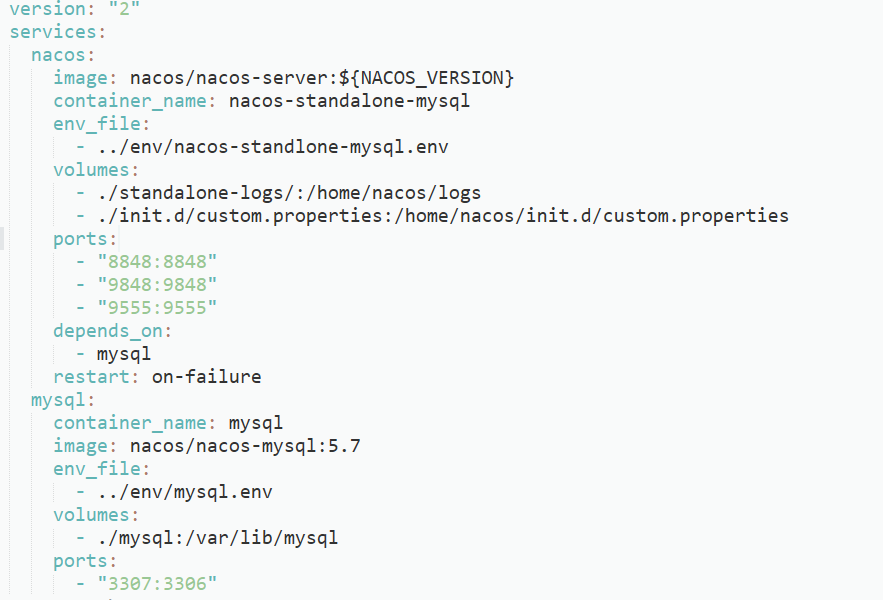 version: "2"
services:
  nacos:
    image: nacos/nacos-server:${NACOS_VERSION}
    container_name: nacos-standalone-mysql
    env_file:
      - ../env/nacos-standlone-mysql.env
    volumes:
      - ./standalone-logs/:/home/nacos/logs
      - ./init.d/custom.properties:/home/nacos/init.d/custom.properties
    ports:
      - "8848:8848"
      - "9848:9848"
      - "9555:9555"
    depends_on:
      - mysql
    restart: on-failure
  mysql:
    container_name: mysql
    image: nacos/nacos-mysql:5.7
    env_file:
      - ../env/mysql.env
    volumes:
      - ./mysql:/var/lib/mysql
    ports:
      - "3307:3306"